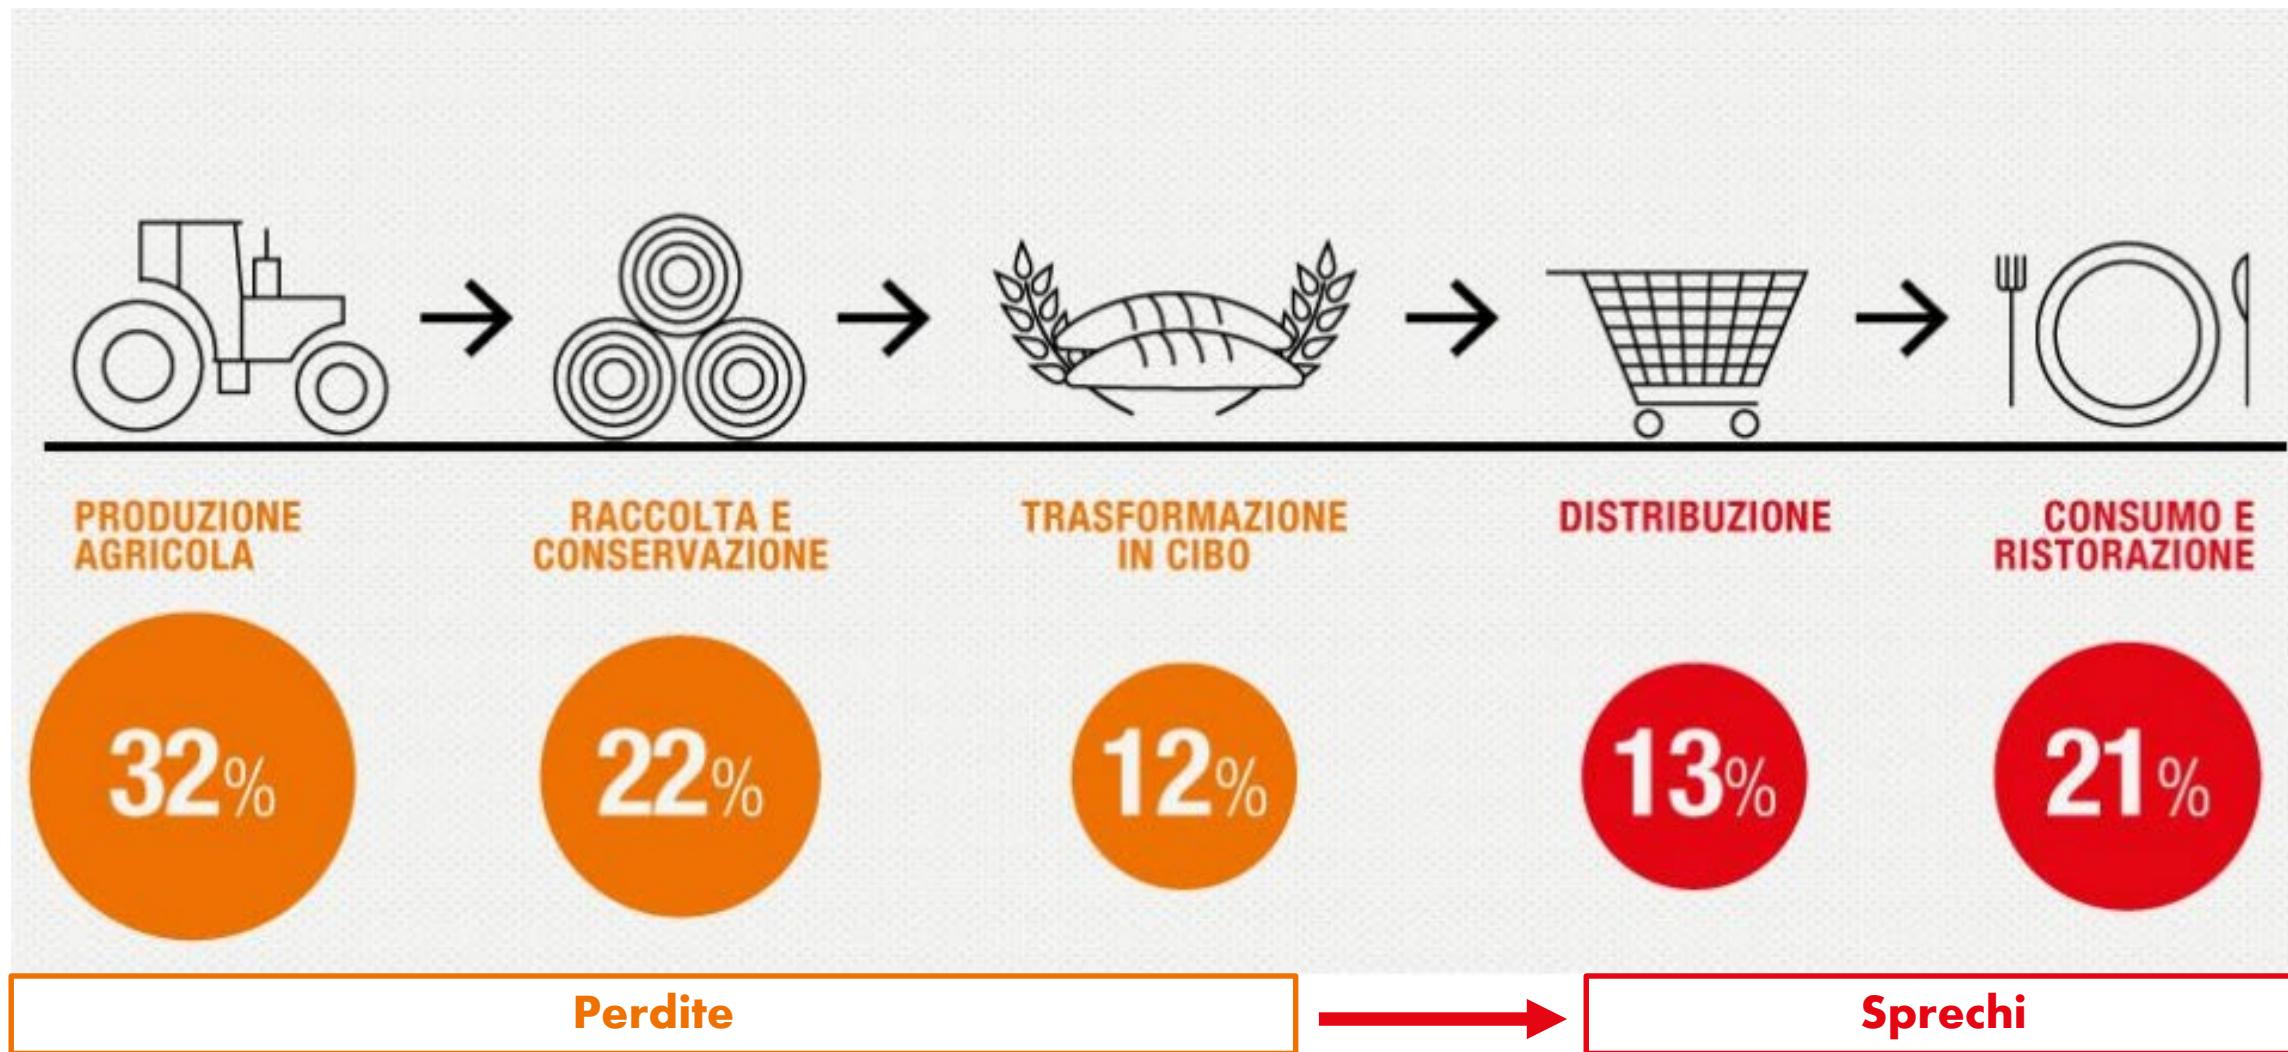 PRODUZIONE
AGRICOLA
RACCOLTA E
CONSERVAZIONE
TRASFORMAZIONE
IN CIBO
DISTRIBUZIONE
CONSUMO E
RISTORAZIONE
32%
22%
12%
13%
21%
Perdite
Sprechi